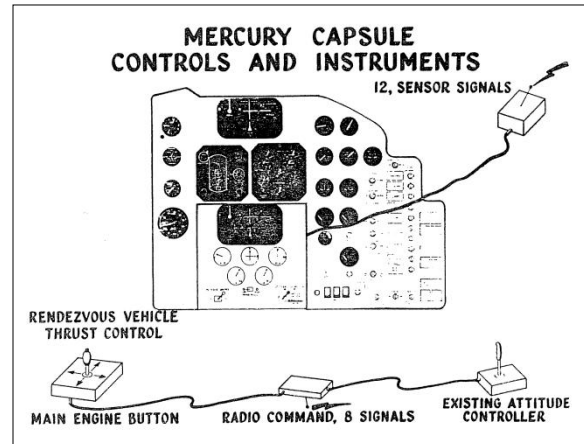 MERCURY CAPSULE
CONTROLS AND INSTRUMENTS
12, SENSOR SIGNALS
RENDEZVOUS VEHICLE
THRUST CONTROL
MAIN ENGINE BUTTON
RADIO COMMAND, 8 SIGNALS
EXISTING ATTITUDE
CONTROLLER